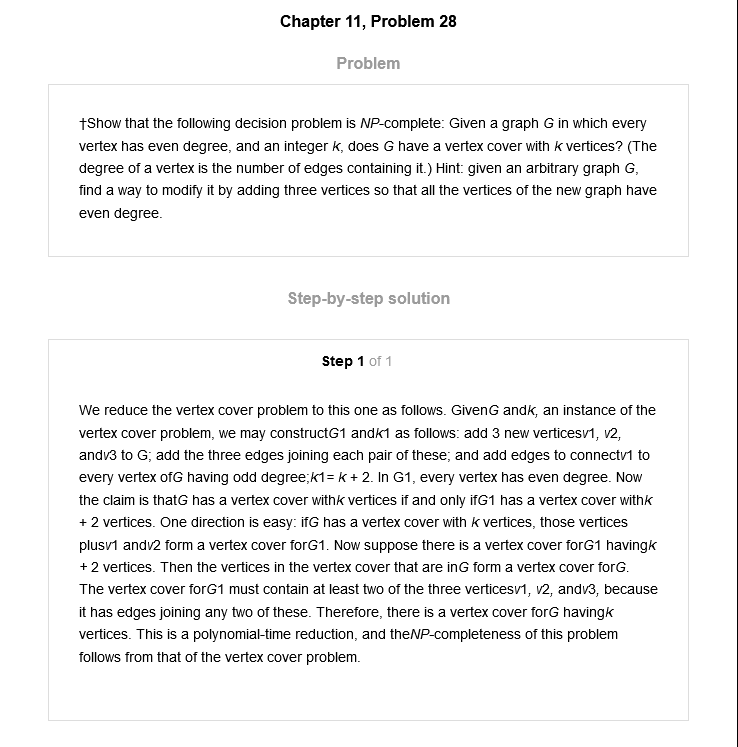 Chapter 11, Problem 28
Problem
†Show that the following decision problem is NP-complete: Given a graph G in which every
vertex has even degree, and an integer k, does G have a vertex cover with k vertices? (The
degree of a vertex is the number of edges containing it.) Hint: given an arbitrary graph G,
find a way to modify it by adding three vertices so that all the vertices of the new graph have
even degree.
Step-by-step solution
Step 1 of 1
We reduce the vertex cover problem to this one as follows. GivenG andk, an instance of the
vertex cover problem, we may constructG1 andk1 as follows: add 3 new verticesv1, v2,
andv3 to G; add the three edges joining each pair of these; and add edges to connectv1 to
every vertex ofG having odd degree;k1= k + 2. In G1, every vertex has even degree. Now
the claim is thatG has a vertex cover withk vertices if and only ifG1 has a vertex cover withk
+ 2 vertices. One direction is easy: ifG has a vertex cover with k vertices, those vertices
plusv1 andv2 form a vertex cover forG1. Now suppose there is a vertex cover forG1 havingk
+ 2 vertices. Then the vertices in the vertex cover that are inG form a vertex cover forG.
The vertex cover forG1 must contain at least two of the three verticesv1, v2, andv3, because
it has edges joining any two of these. Therefore, there is a vertex cover forG havingk
vertices. This is a polynomial-time reduction, and theNP-completeness of this problem
follows from that of the vertex cover problem.